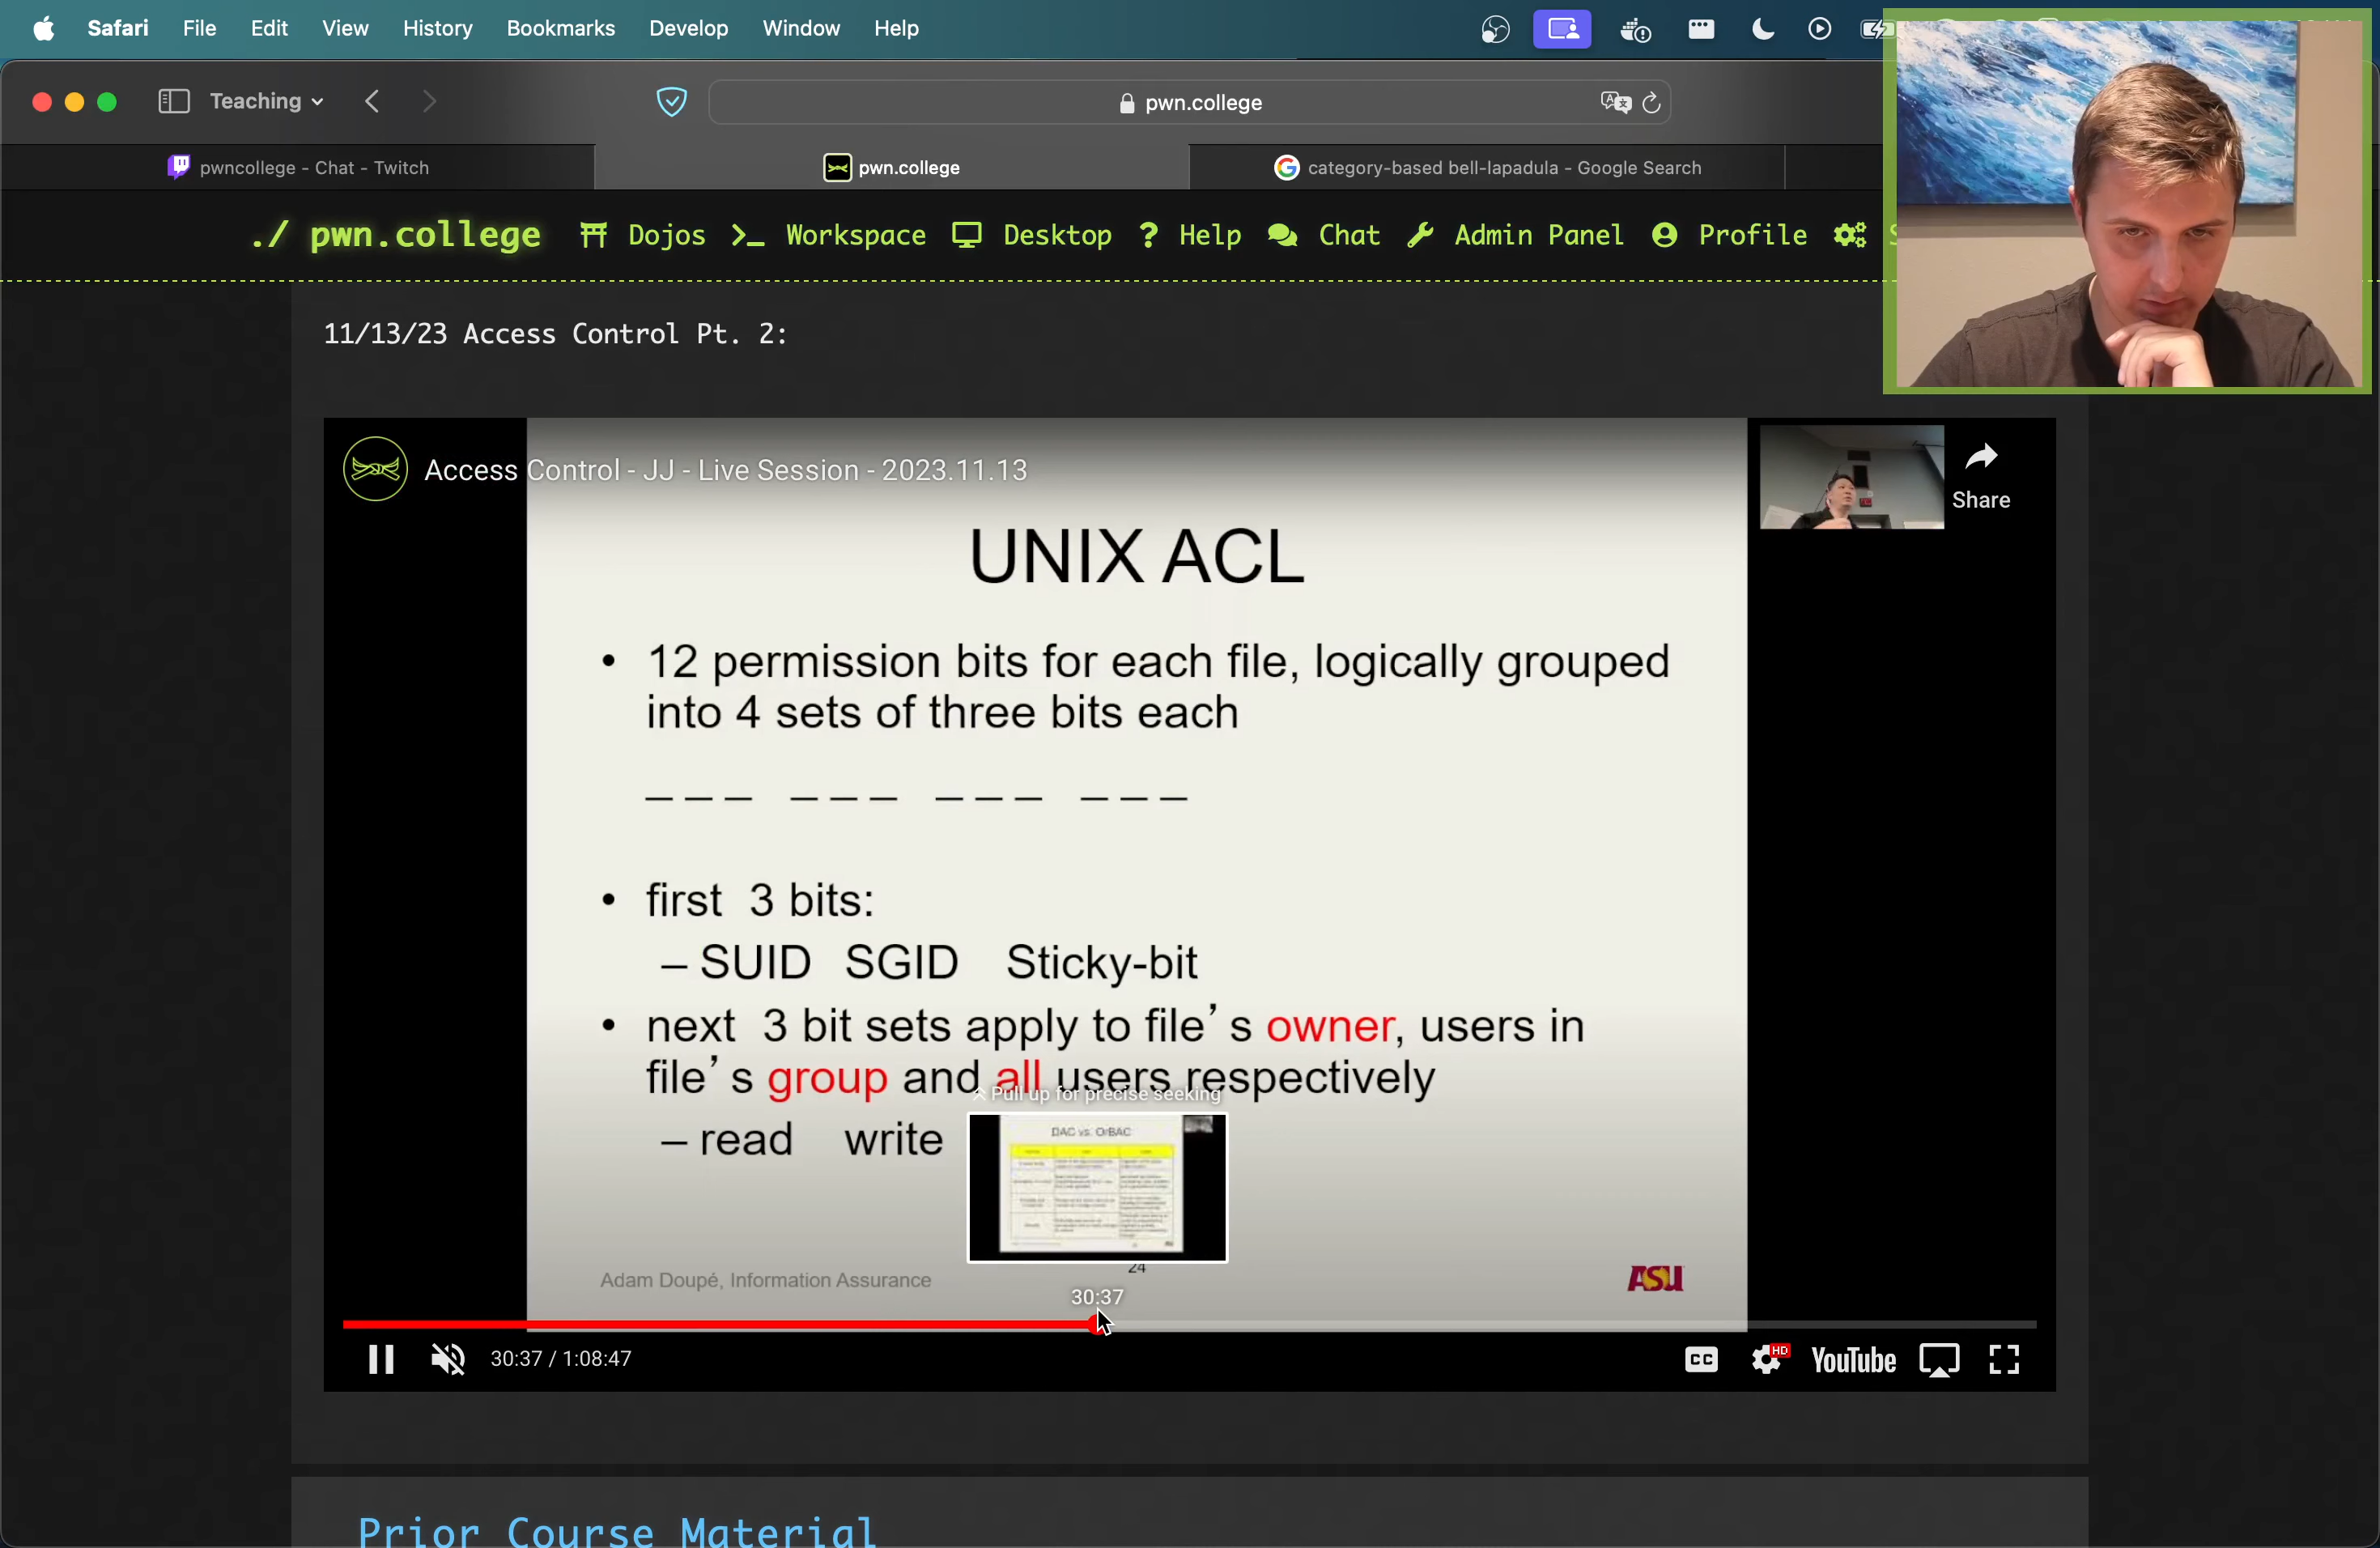 Safari File Edit View History Bookmarks Develop Window Help
Teaching
pwn.college
pwncollege - Chat - Twitch
pwn.college
category-based bell-lapadula - Google Search
./ pwn.college Dojos Workspace Desktop ? Help Chat Admin Panel Profile
11/13/23 Access Control Pt. 2:
Access Control - JJ - Live Session - 2023.11.13
Share
UNIX ACL
• 12 permission bits for each file, logically grouped
into 4 sets of three bits each
– – – – – – – – – – – –
• first 3 bits:
– SUID SGID Sticky-bit
• next 3 bit sets apply to file's owner, users in
file's group and all users respectively
Pull up for precise seeking
– read write
DAC vs. OrBAC
24
Adam Doupé, Information Assurance
ASU
30:37
30:37 / 1:08:47
CC
HD
YouTube
Prior Course Material